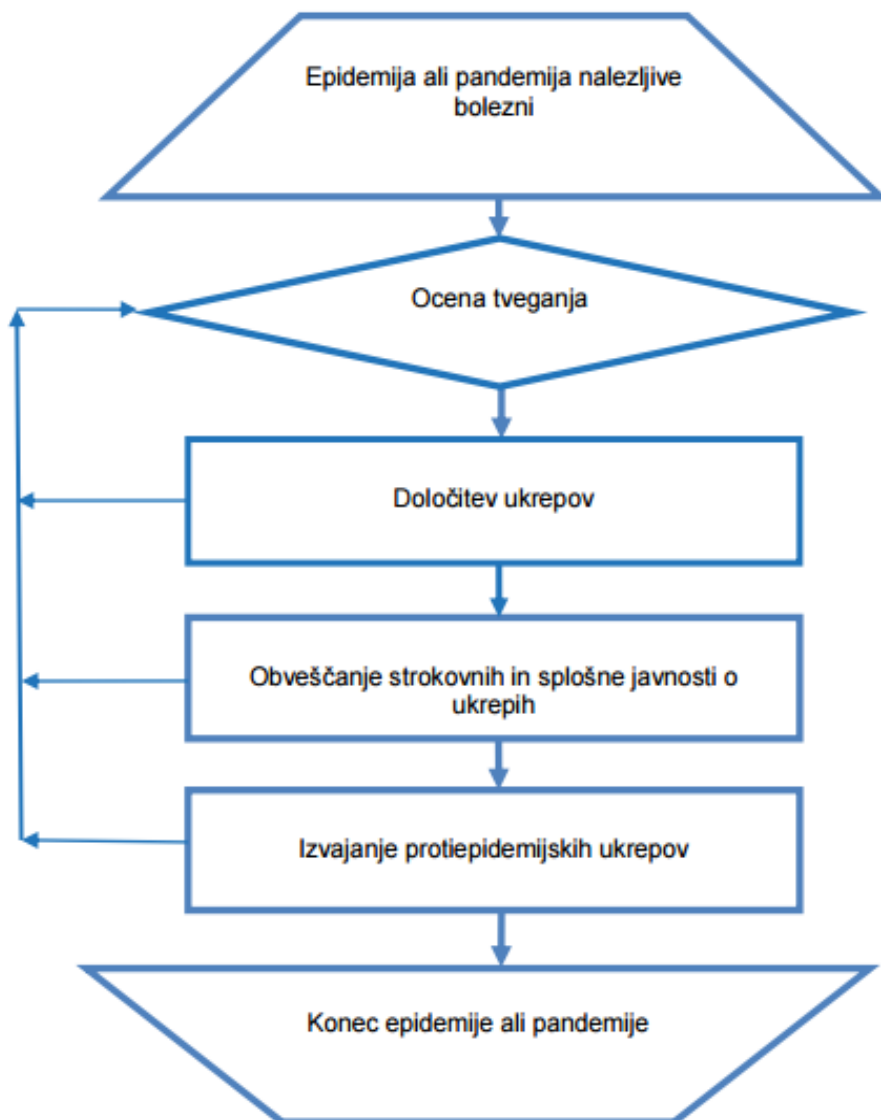 Epidemija ali pandemija nalezljive
bolezni
Ocena tveganja
Določitev ukrepov
Obveščanje strokovnih in splošne javnosti o
ukrepih
Izvajanje protiepidemijskih ukrepov
Konec epidemije ali pandemije